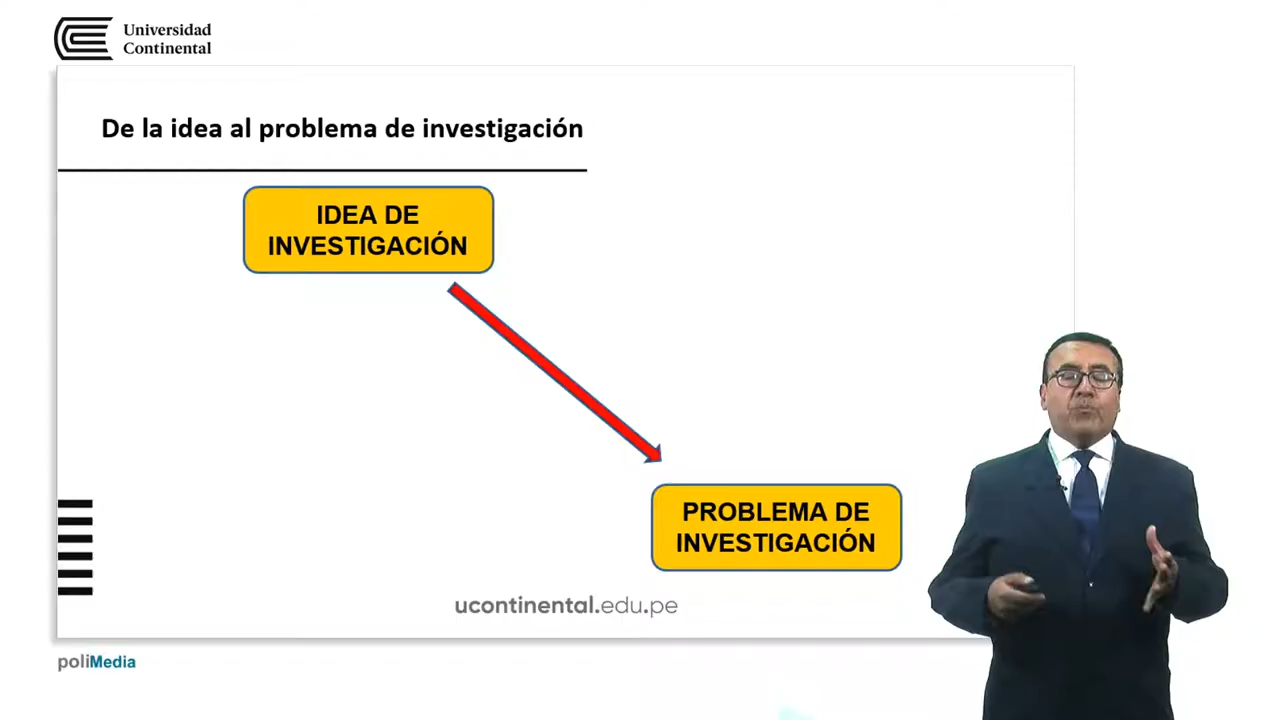 Universidad
Continental
De la idea al problema de investigación
IDEA DE
INVESTIGACIÓN
PROBLEMA DE
INVESTIGACIÓN
ucontinental.edu.pe
poliMedia